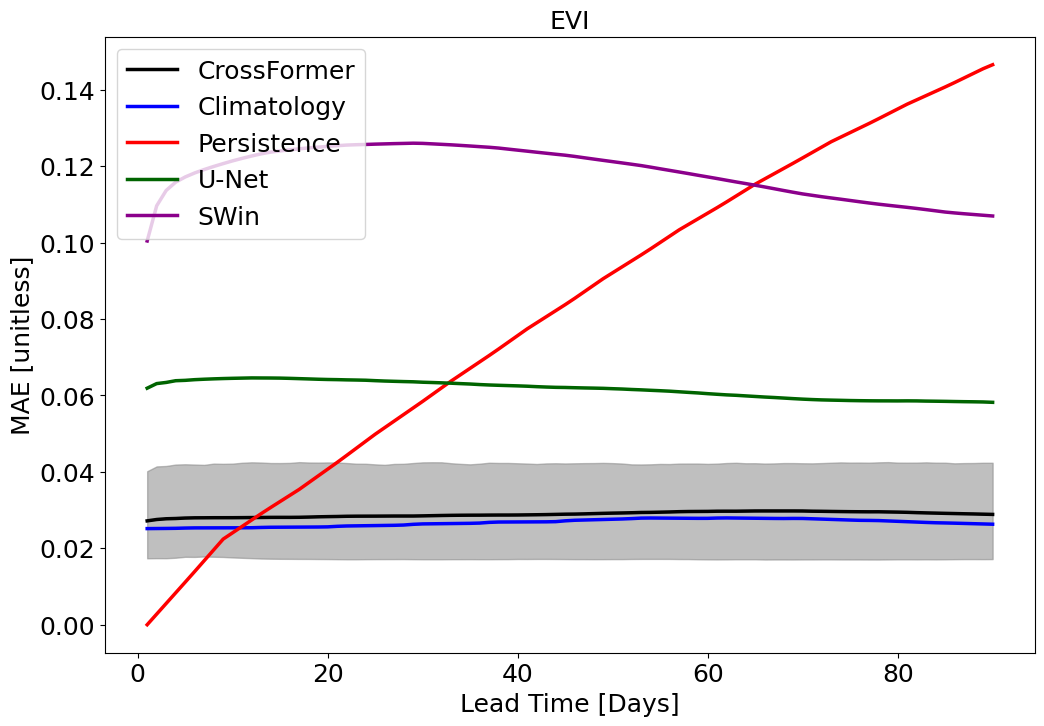 EVI
CrossFormer
Climatology
Persistence
U-Net
SWin
MAE [unitless]
0.14
0.12
0.10
0.08
0.06
0.04
0.02
0.00
0 20 40 60 80
Lead Time [Days]